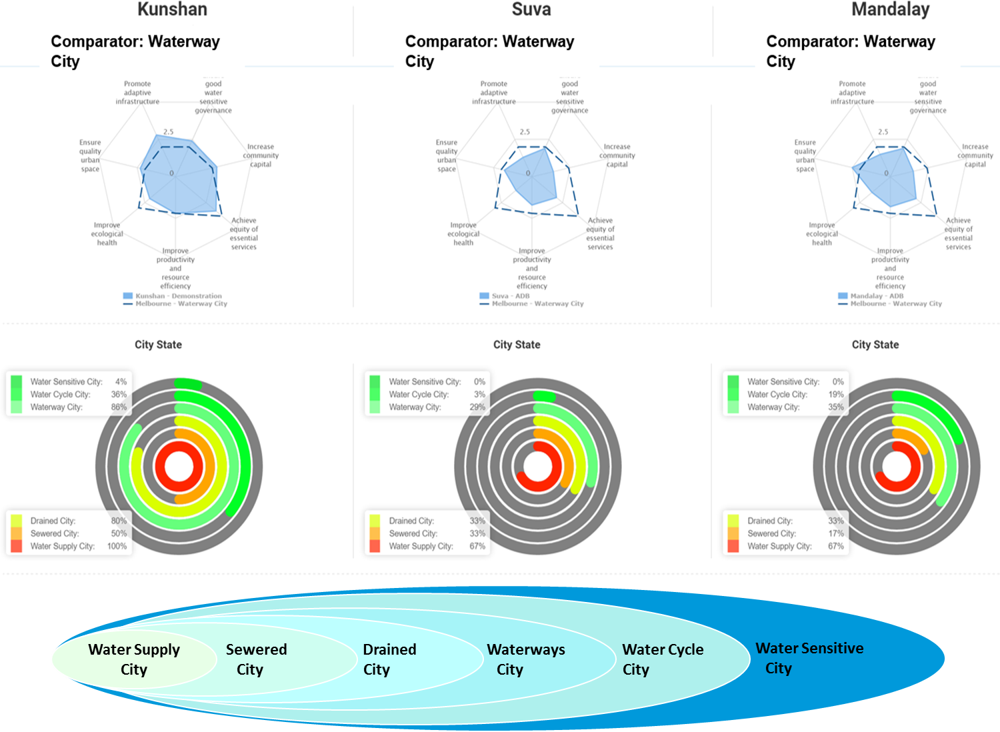 Kunshan
Suva
Mandalay
Comparator: Waterway
City
Comparator: Waterway
City
Comparator: Waterway
City
Promote
adaptive
infrastructure
good
water
sensitive
governance
Ensure
quality
urban
space
2.5
0
Increase
community
capital
Improve
ecological
health
Achieve
equity of
essential
services
Improve
productivity
and
resource
efficiency
Kunshan - Demonstration
Melbourne - Waterway City
Promote
adaptive
infrastructure
good
water
sensitive
governance
Ensure
quality
urban
space
2.5
0
Increase
community
capital
Improve
ecological
health
Achieve
equity of
essential
services
Improve
productivity
and
resource
efficiency
Suva - ADB
Melbourne - Waterway City
Promote
adaptive
infrastructure
good
water
sensitive
governance
Ensure
quality
urban
space
2.5
0
Increase
community
capital
Improve
ecological
health
Achieve
equity of
essential
services
Improve
productivity
and
resource
efficiency
Mandalay - ADB
Melbourne - Waterway City
City State
Water Sensitive City: 4%
Water Cycle City: 36%
Waterway City: 86%
Drained City: 80%
Sewered City: 50%
Water Supply City: 100%
City State
Water Sensitive City: 0%
Water Cycle City: 3%
Waterway City: 29%
Drained City: 33%
Sewered City: 33%
Water Supply City: 67%
City State
Water Sensitive City: 0%
Water Cycle City: 19%
Waterway City: 35%
Drained City: 33%
Sewered City: 17%
Water Supply City: 67%
Water Supply
City
Sewered
City
Drained
City
Waterways
City
Water Cycle
City
Water Sensitive
City